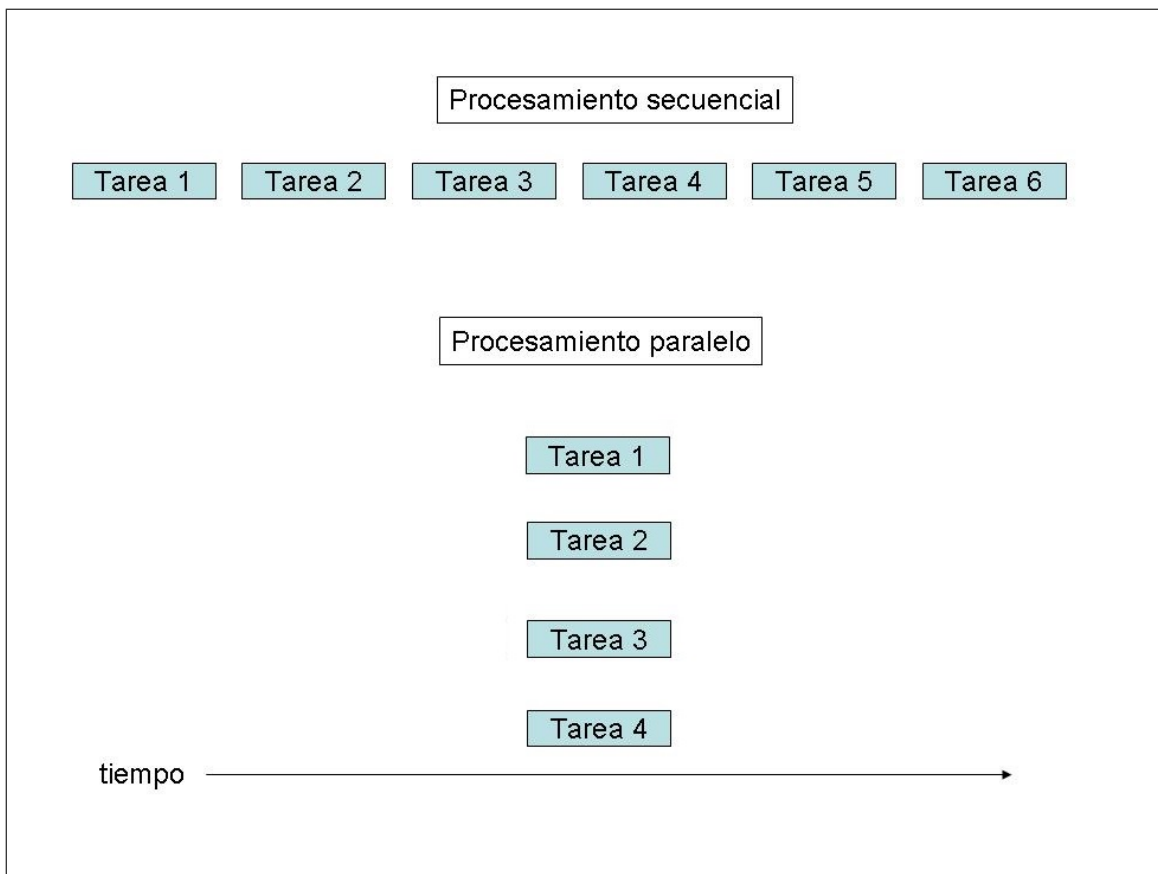 Procesamiento secuencial
Tarea 1 Tarea 2 Tarea 3 Tarea 4 Tarea 5 Tarea 6
Procesamiento paralelo
Tarea 1
Tarea 2
Tarea 3
Tarea 4
tiempo